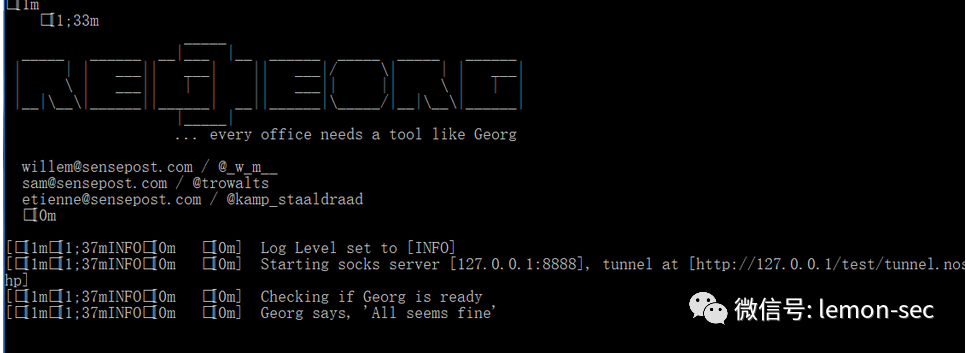 □[1m
□[1;33m
REGEORG
... every office needs a tool like Georg
willem@sensepost.com / @_w_m__
sam@sensepost.com / @trowalts
etienne@sensepost.com / @kamp_staaldraad
□[0m
[□[1m□[1;37mINFO□[0m □[0m] Log Level set to [INFO]
[□[1m□[1;37mINFO□[0m □[0m] Starting socks server [127.0.0.1:8888], tunnel at [http://127.0.0.1/test/tunnel.nos
hp]
[□[1m□[1;37mINFO□[0m □[0m] Checking if Georg is ready
[□[1m□[1;37mINFO□[0m □[0m] Georg says, 'All seems fine'
微信号: lemon-sec